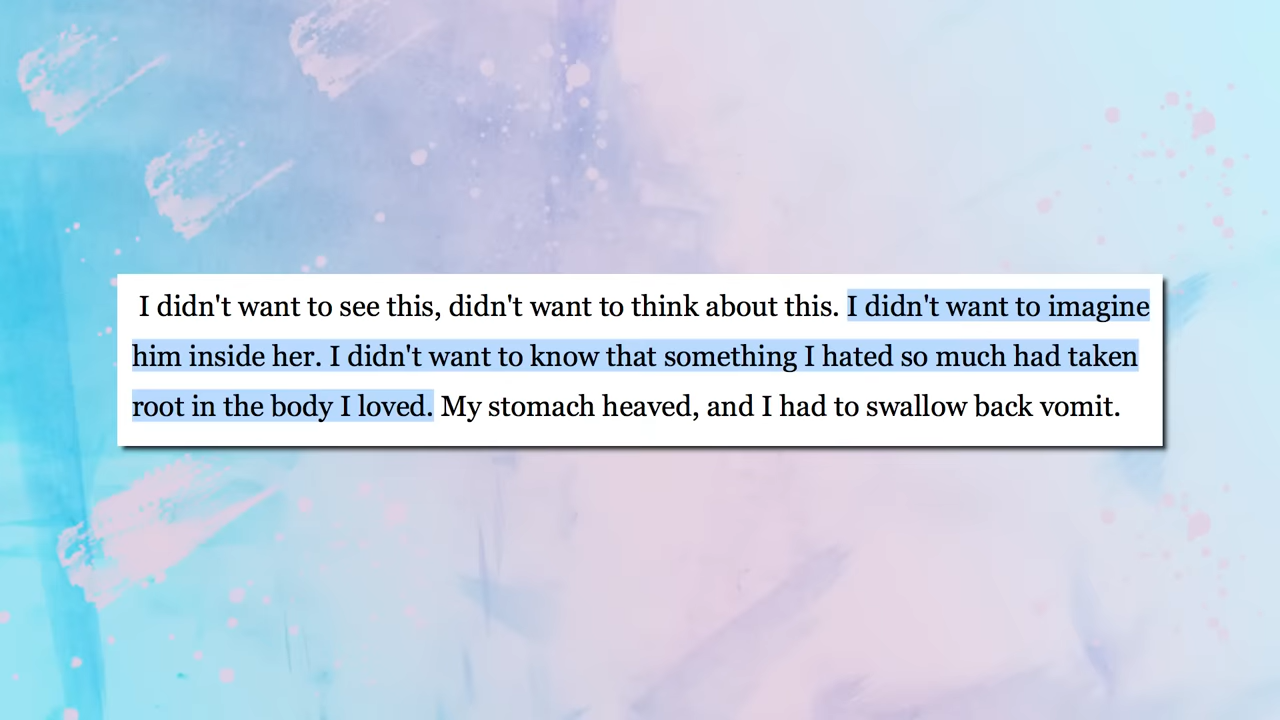 I didn't want to see this, didn't want to think about this. I didn't want to imagine
him inside her. I didn't want to know that something I hated so much had taken
root in the body I loved. My stomach heaved, and I had to swallow back vomit.